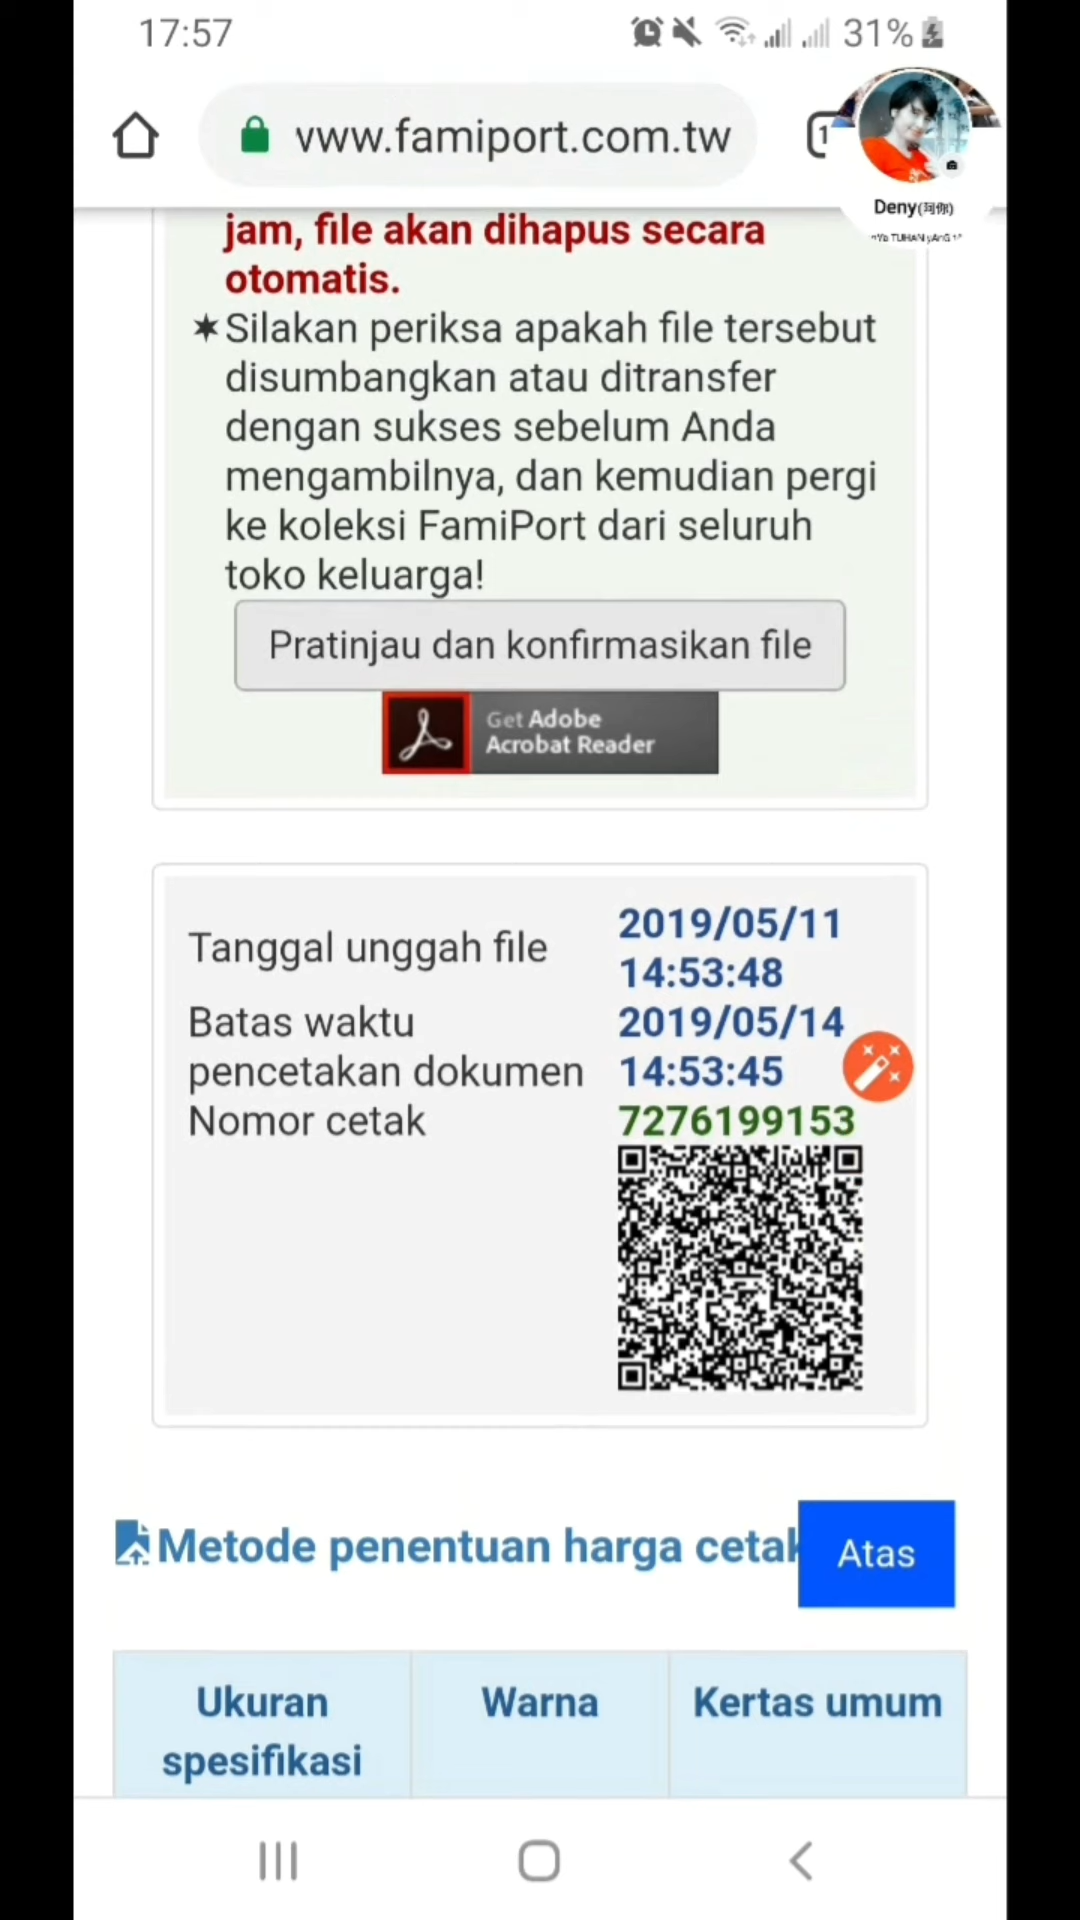 17:57
31%
www.famiport.com.tw
1
Deny(珂你)
jam, file akan dihapus secara
otomatis.
✶Silakan periksa apakah file tersebut
disumbangkan atau ditransfer
dengan sukses sebelum Anda
mengambilnya, dan kemudian pergi
ke koleksi FamiPort dari seluruh
toko keluarga!
Pratinjau dan konfirmasikan file
Get Adobe
Acrobat Reader
Tanggal unggah file
2019/05/11
14:53:48
Batas waktu
pencetakan dokumen
2019/05/14
14:53:45
Nomor cetak
7276199153
Metode penentuan harga cetak
Atas
Ukuran
spesifikasi
Warna
Kertas umum